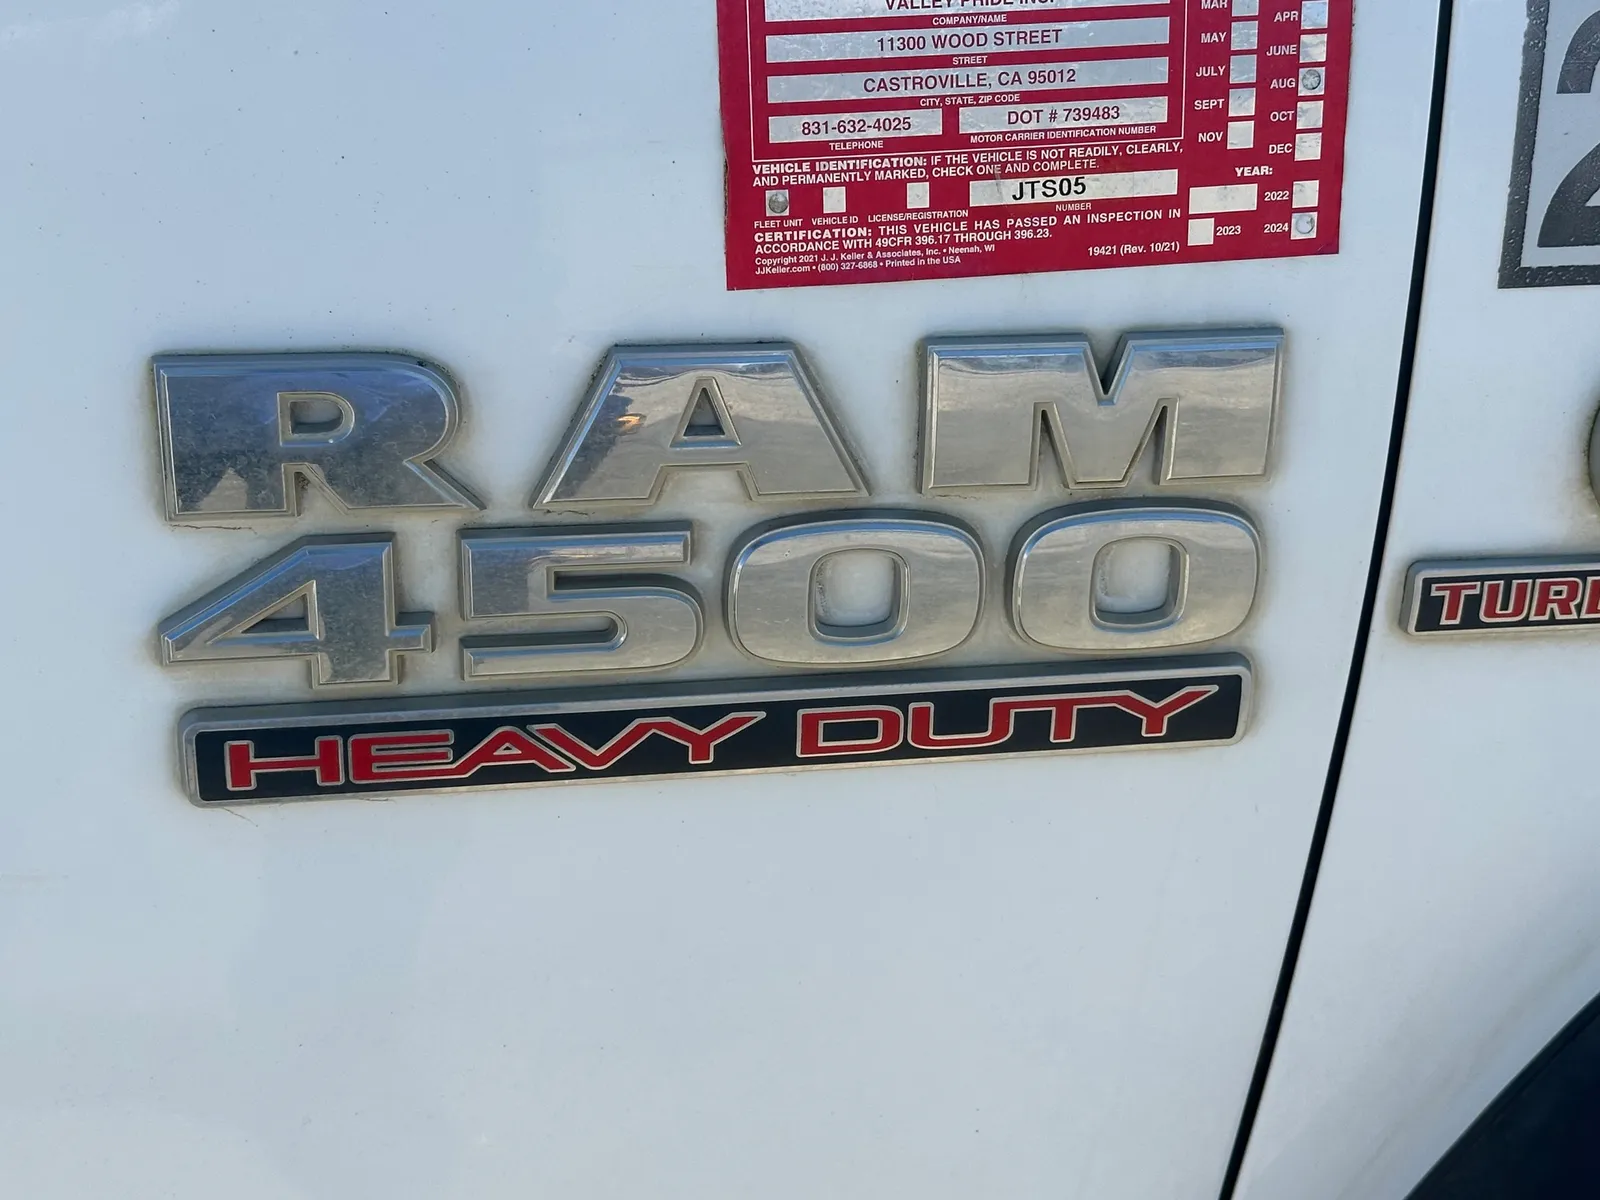 VALLEY PRIDE INC.
COMPANY/NAME
11300 WOOD STREET
STREET
CASTROVILLE, CA 95012
CITY, STATE, ZIP CODE
831-632-4025 DOT # 739483
TELEPHONE MOTOR CARRIER IDENTIFICATION NUMBER
VEHICLE IDENTIFICATION: IF THE VEHICLE IS NOT READILY, CLEARLY,
AND PERMANENTLY MARKED, CHECK ONE AND COMPLETE.
JTS05
FLEET UNIT VEHICLE ID LICENSE/REGISTRATION NUMBER
CERTIFICATION: THIS VEHICLE HAS PASSED AN INSPECTION IN
ACCORDANCE WITH 49CFR 396.17 THROUGH 396.23.
Copyright 2021 J. J. Keller & Associates, Inc. • Neenah, WI
JJKeller.com • (800) 327-6868 • Printed in the USA
19421 (Rev. 10/21)
MAR APR
MAY JUNE
JULY AUG
SEPT OCT
NOV DEC
YEAR:
2022
2023 2024
2
RAM
4500
HEAVY DUTY
TUR